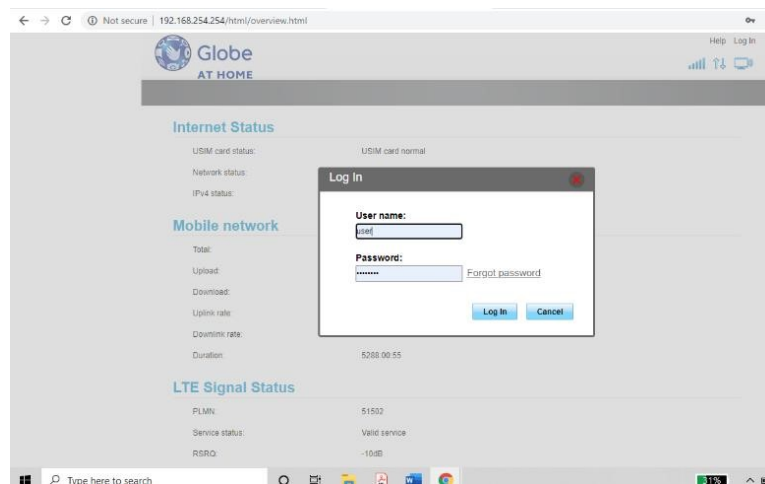 Not secure | 192.168.254.254/html/overview.html
Help Log In
Globe
AT HOME
Internet Status
USIM card status: USIM card normal
Network status:
IPv4 status:
Log In
User name:
user
Password:
••••••••
Forgot password
Log In Cancel
Mobile network
Total:
Upload:
Download:
Uplink rate:
Downlink rate:
Duration: 5288:00:55
LTE Signal Status
PLMN: 51502
Service status: Valid service
RSRQ: -10dB
Type here to search
31%